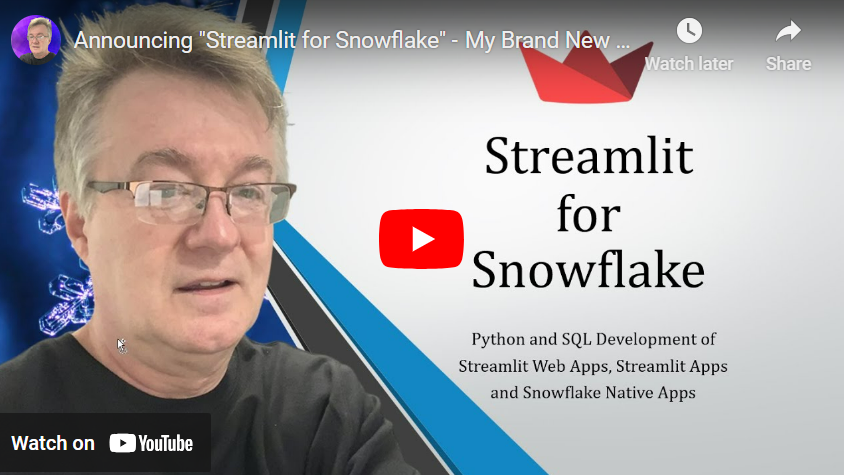 Announcing "Streamlit for Snowflake" - My Brand New ...
Watch later
Share
Streamlit
for
Snowflake
Python and SQL Development of
Streamlit Web Apps, Streamlit Apps
and Snowflake Native Apps
Watch on YouTube